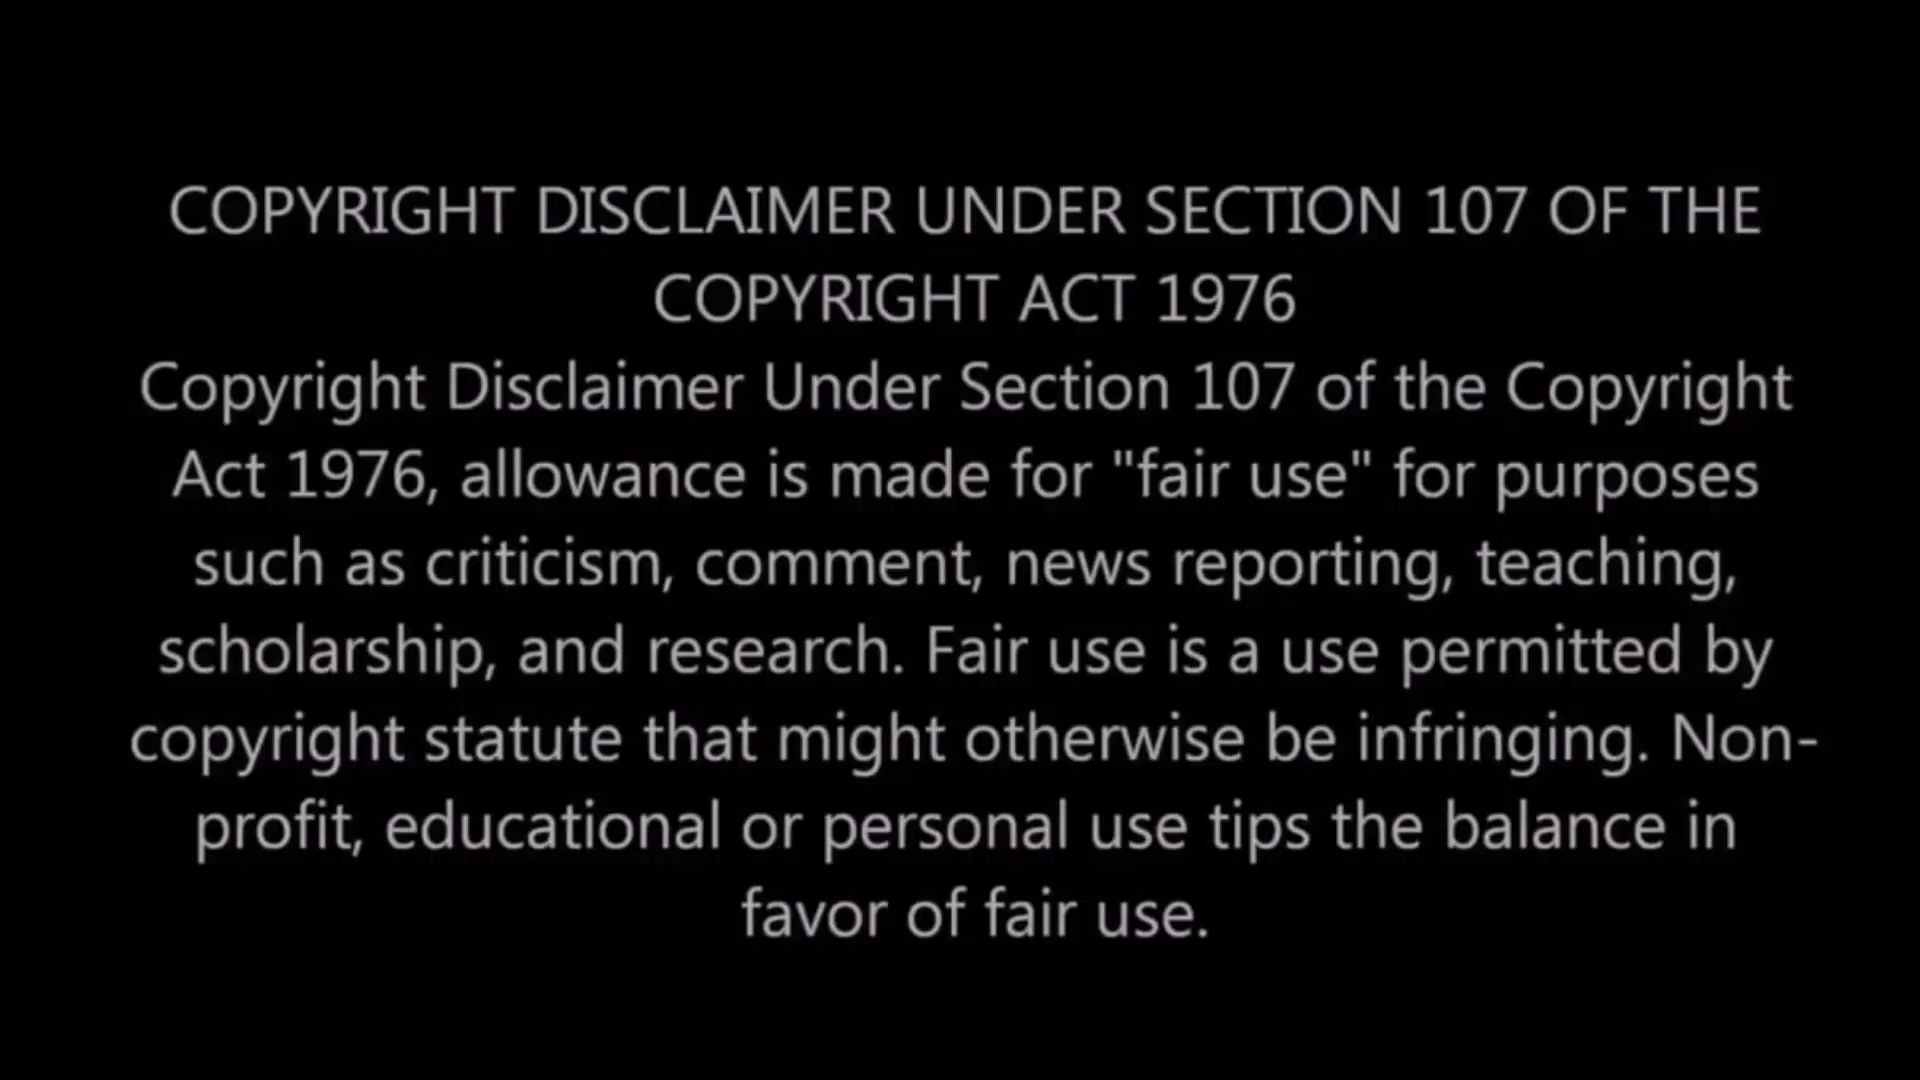 COPYRIGHT DISCLAIMER UNDER SECTION 107 OF THE
COPYRIGHT ACT 1976
Copyright Disclaimer Under Section 107 of the Copyright
Act 1976, allowance is made for "fair use" for purposes
such as criticism, comment, news reporting, teaching,
scholarship, and research. Fair use is a use permitted by
copyright statute that might otherwise be infringing. Non-
profit, educational or personal use tips the balance in
favor of fair use.